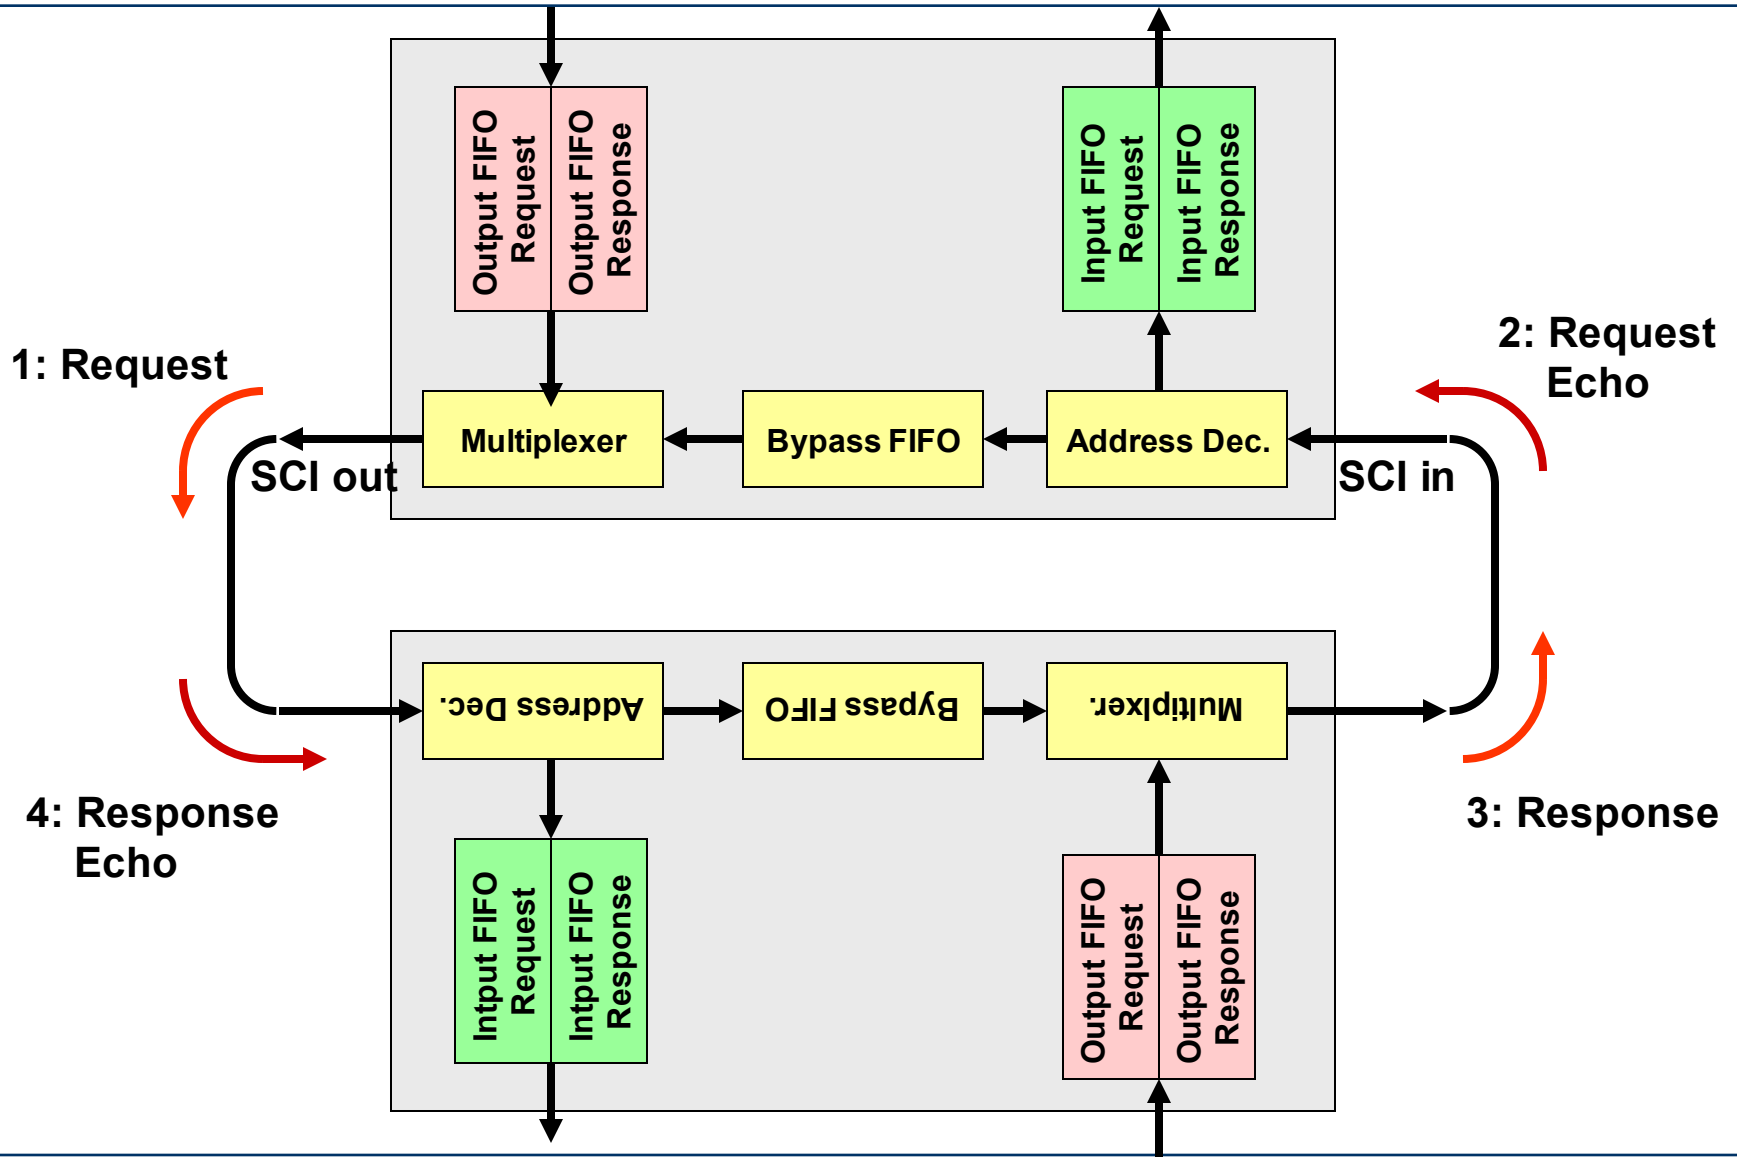 Output FIFO
Request
Output FIFO
Response
Input FIFO
Request
Input FIFO
Response
1: Request
2: Request
Echo
Multiplexer
Bypass FIFO
Address Dec.
SCI out
SCI in
Address Dec.
Bypass FIFO
Multiplxer.
4: Response
Echo
3: Response
Intput FIFO
Request
Intput FIFO
Response
Output FIFO
Request
Output FIFO
Response